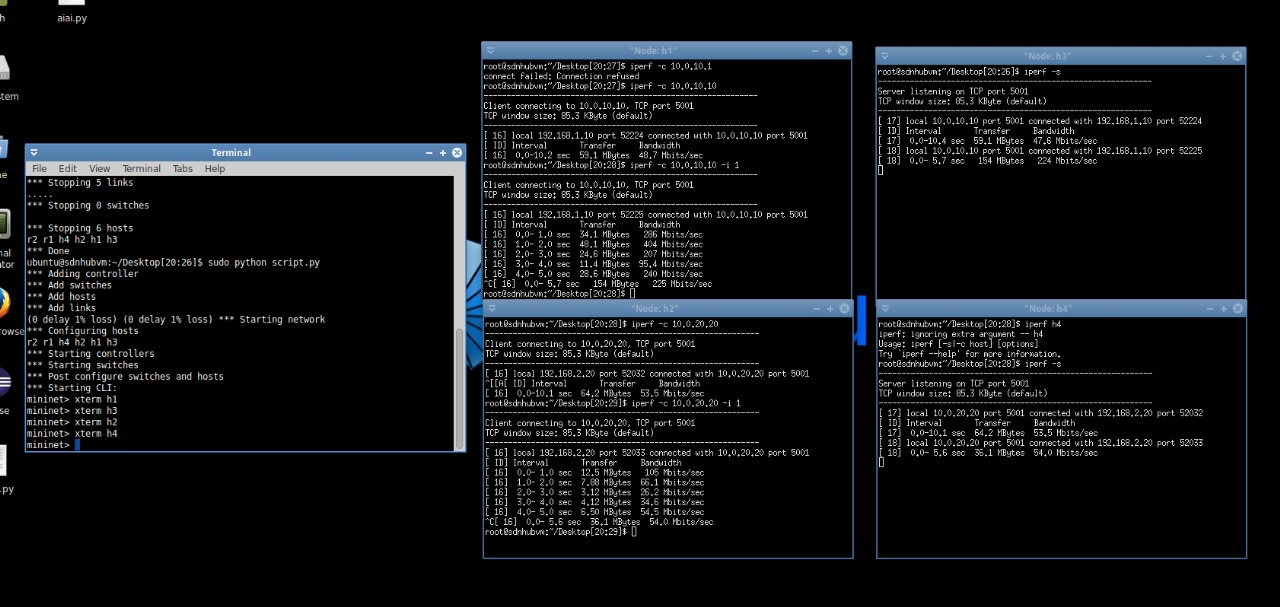 h
aiai.py
stem
ne
nal
ator
rowse
se
.py
Terminal
File Edit View Terminal Tabs Help
*** Stopping 5 links
.....
*** Stopping 0 switches
*** Stopping 6 hosts
r2 r1 h4 h2 h1 h3
*** Done
ubuntu@sdnhubvm:~/Desktop[20:26]$ sudo python script.py
*** Adding controller
*** Add switches
*** Add hosts
*** Add links
(0 delay 1% loss) (0 delay 1% loss) *** Starting network
*** Configuring hosts
r2 r1 h4 h2 h1 h3
*** Starting controllers
*** Starting switches
*** Post configure switches and hosts
*** Starting CLI:
mininet> xterm h1
mininet> xterm h3
mininet> xterm h2
mininet> xterm h4
mininet>
"Node: h1"
root@sdnhubvm:~/Desktop[20:27]$ iperf -c 10.0.10.1
connect failed: Connection refused
root@sdnhubvm:~/Desktop[20:27]$ iperf -c 10.0.10.10
------------------------------------------------------------
Client connecting to 10.0.10.10, TCP port 5001
TCP window size: 85.3 KByte (default)
------------------------------------------------------------
[ 16] local 192.168.1.10 port 52224 connected with 10.0.10.10 port 5001
[ ID] Interval Transfer Bandwidth
[ 16] 0.0-10.2 sec 59.1 MBytes 48.7 Mbits/sec
root@sdnhubvm:~/Desktop[20:28]$ iperf -c 10.0.10.10 -i 1
------------------------------------------------------------
Client connecting to 10.0.10.10, TCP port 5001
TCP window size: 85.3 KByte (default)
------------------------------------------------------------
[ 16] local 192.168.1.10 port 52225 connected with 10.0.10.10 port 5001
[ ID] Interval Transfer Bandwidth
[ 16] 0.0- 1.0 sec 34.1 MBytes 286 Mbits/sec
[ 16] 1.0- 2.0 sec 48.1 MBytes 404 Mbits/sec
[ 16] 2.0- 3.0 sec 24.6 MBytes 207 Mbits/sec
[ 16] 3.0- 4.0 sec 11.4 MBytes 95.4 Mbits/sec
[ 16] 4.0- 5.0 sec 28.6 MBytes 240 Mbits/sec
^C[ 16] 0.0- 5.7 sec 154 MBytes 225 Mbits/sec
root@sdnhubvm:~/Desktop[20:28]$
"Node: h2"
root@sdnhubvm:~/Desktop[20:28]$ iperf -c 10.0.20.20
------------------------------------------------------------
Client connecting to 10.0.20.20, TCP port 5001
TCP window size: 85.3 KByte (default)
------------------------------------------------------------
[ 16] local 192.168.2.20 port 52032 connected with 10.0.20.20 port 5001
^[[A[ ID] Interval Transfer Bandwidth
[ 16] 0.0-10.1 sec 64.2 MBytes 53.5 Mbits/sec
root@sdnhubvm:~/Desktop[20:29]$ iperf -c 10.0.20.20 -i 1
------------------------------------------------------------
Client connecting to 10.0.20.20, TCP port 5001
TCP window size: 85.3 KByte (default)
------------------------------------------------------------
[ 16] local 192.168.2.20 port 52033 connected with 10.0.20.20 port 5001
[ ID] Interval Transfer Bandwidth
[ 16] 0.0- 1.0 sec 12.5 MBytes 105 Mbits/sec
[ 16] 1.0- 2.0 sec 7.88 MBytes 66.1 Mbits/sec
[ 16] 2.0- 3.0 sec 3.12 MBytes 26.2 Mbits/sec
[ 16] 3.0- 4.0 sec 4.12 MBytes 34.6 Mbits/sec
[ 16] 4.0- 5.0 sec 6.50 MBytes 54.5 Mbits/sec
^C[ 16] 0.0- 5.6 sec 36.1 MBytes 54.0 Mbits/sec
root@sdnhubvm:~/Desktop[20:29]$
"Node: h3"
root@sdnhubvm:~/Desktop[20:26]$ iperf -s
------------------------------------------------------------
Server listening on TCP port 5001
TCP window size: 85.3 KByte (default)
------------------------------------------------------------
[ 17] local 10.0.10.10 port 5001 connected with 192.168.1.10 port 52224
[ ID] Interval Transfer Bandwidth
[ 17] 0.0-10.4 sec 59.1 MBytes 47.6 Mbits/sec
[ 18] local 10.0.10.10 port 5001 connected with 192.168.1.10 port 52225
[ 18] 0.0- 5.7 sec 154 MBytes 224 Mbits/sec
"Node: h4"
root@sdnhubvm:~/Desktop[20:28]$ iperf h4
iperf: ignoring extra argument -- h4
Usage: iperf [-s|-c host] [options]
Try `iperf --help' for more information.
root@sdnhubvm:~/Desktop[20:28]$ iperf -s
------------------------------------------------------------
Server listening on TCP port 5001
TCP window size: 85.3 KByte (default)
------------------------------------------------------------
[ 17] local 10.0.20.20 port 5001 connected with 192.168.2.20 port 52032
[ ID] Interval Transfer Bandwidth
[ 17] 0.0-10.1 sec 64.2 MBytes 53.5 Mbits/sec
[ 18] local 10.0.20.20 port 5001 connected with 192.168.2.20 port 52033
[ 18] 0.0- 5.6 sec 36.1 MBytes 54.0 Mbits/sec